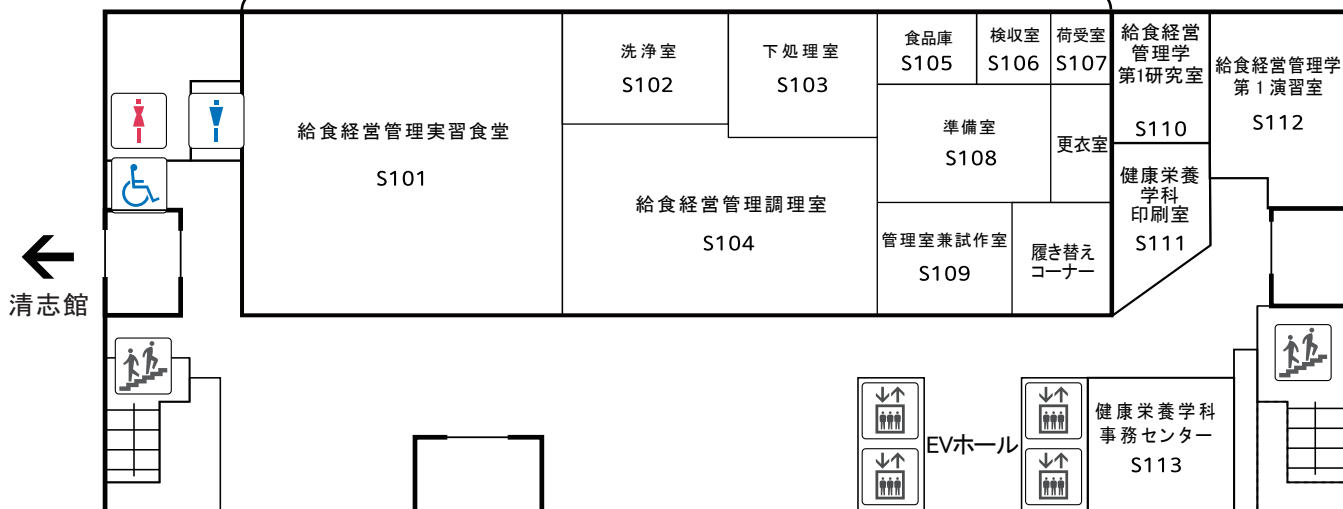 給食経営管理実習食堂
S101
洗浄室
S102
下処理室
S103
給食経営管理調理室
S104
食品庫
S105
検収室
S106
荷受室
S107
準備室
S108
更衣室
管理室兼試作室
S109
履き替え
コーナー
給食経営
管理学
第1研究室
S110
健康栄養
学科
印刷室
S111
給食経営管理学
第1演習室
S112
清志館
EVホール
健康栄養学科
事務センター
S113